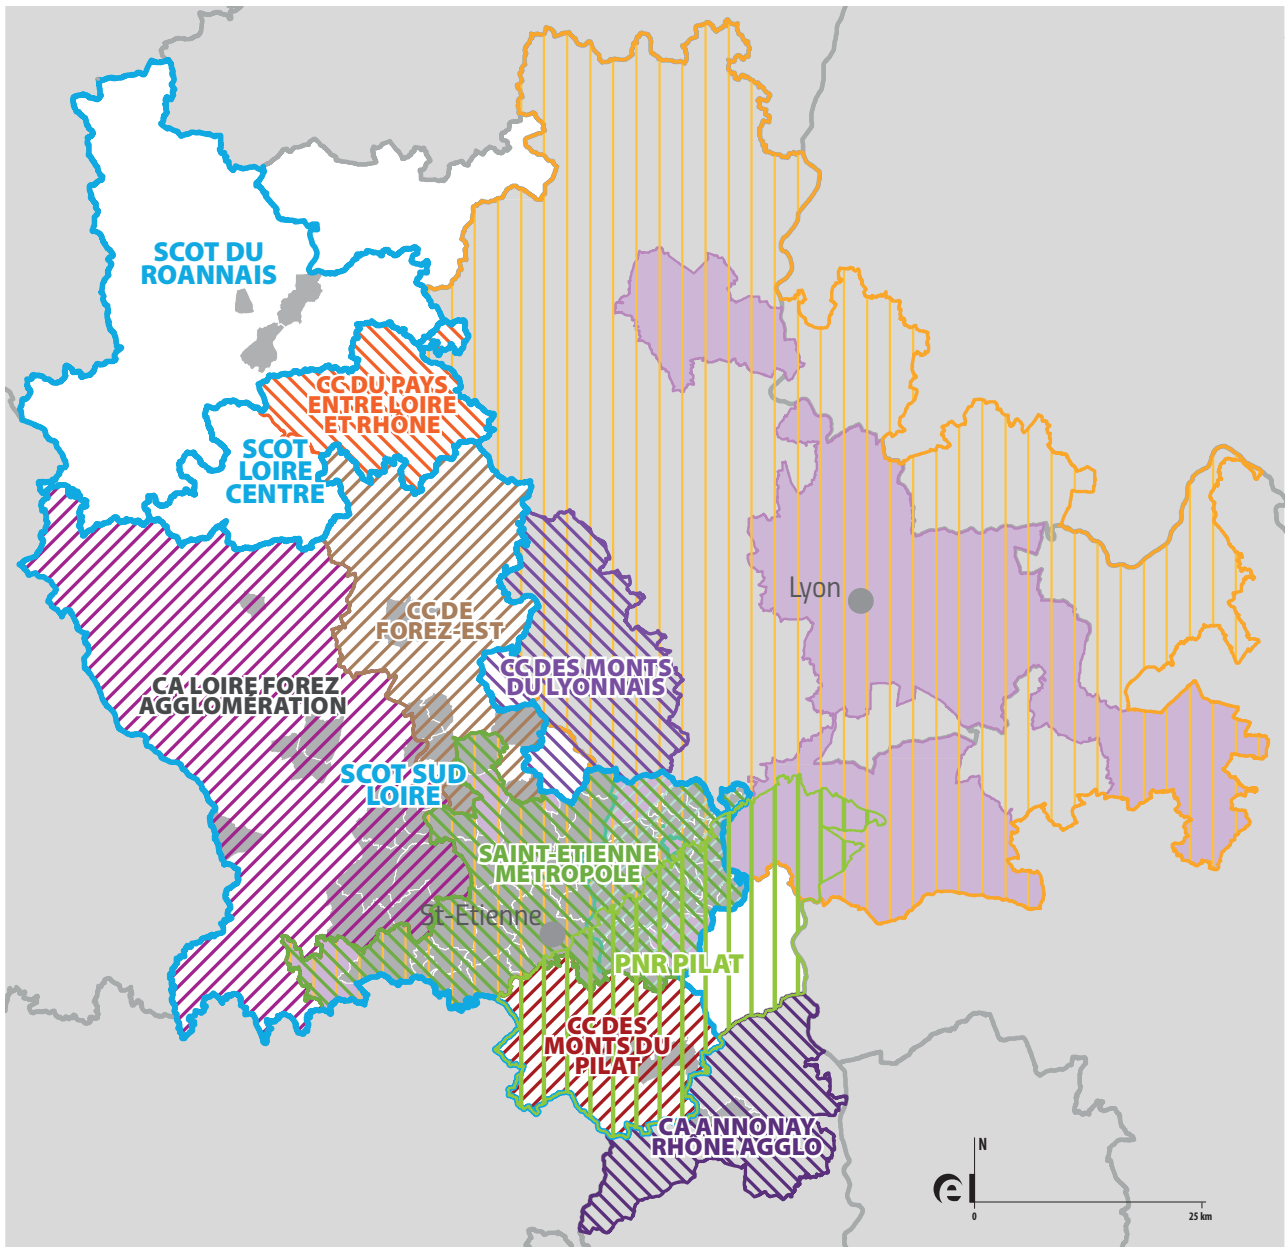 SCOT DU
ROANNAIS
CC DU PAYS
ENTRE LOIRE
ET RHÔNE
SCOT
LOIRE
CENTRE
Lyon
CC DE
FOREZ-EST
CC DES MONTS
DU LYONNAIS
CA LOIRE FOREZ
AGGLOMÉRATION
SCOT SUD
LOIRE
SAINT-ETIENNE
MÉTROPOLE
St-Etienne
PNR PILAT
CC DES
MONTS DU
PILAT
CA ANNONAY
RHÔNE AGGLO
N
e
0
25 km